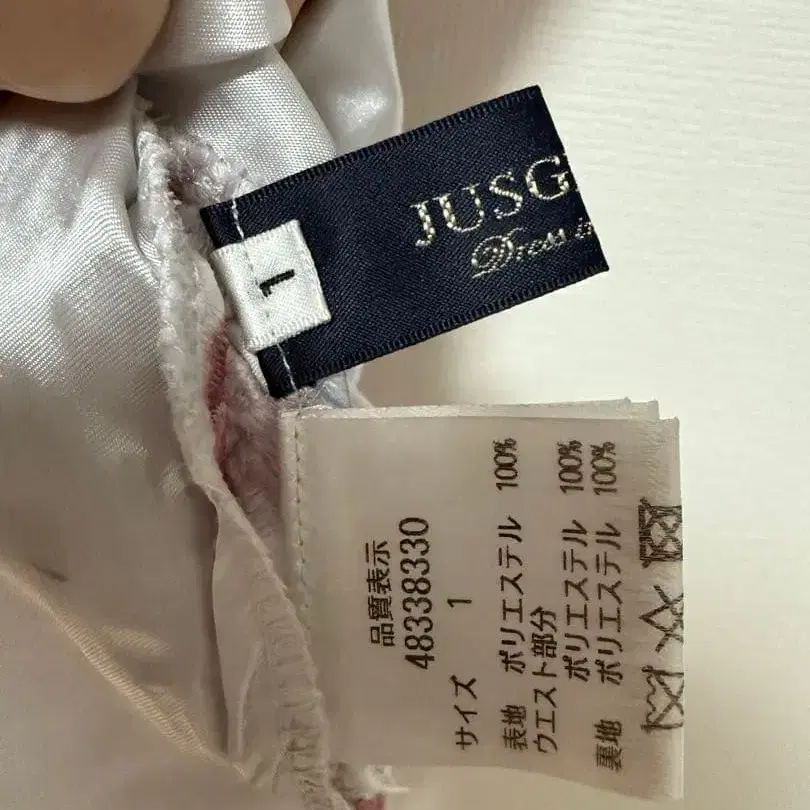 JUSG
Dress i
1
品質表示
48338330
サイズ 1
表地 ポリエステル 100%
ウエスト部分
ポリエステル 100%
裏地 ポリエステル 100%